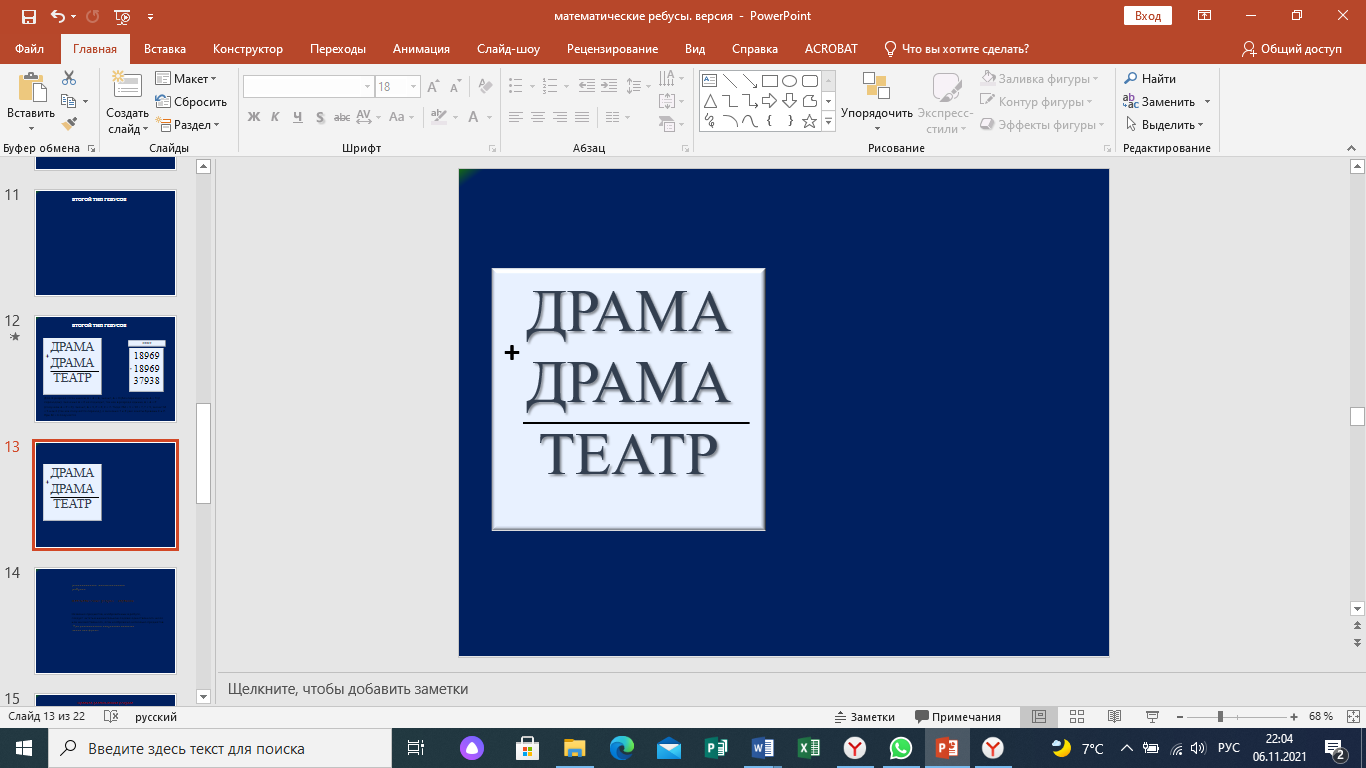 математические ребусы. версия - PowerPoint
Вход
Файл Главная Вставка Конструктор Переходы Анимация Слайд-шоу Рецензирование Вид Справка ACROBAT Что вы хотите сделать? Общий доступ
Вставить
Создать слайд
Макет
Сбросить
Раздел
18
Ж К Ч S abc AV Aa A
Упорядочить
Экспресс-стили
Заливка фигуры
Контур фигуры
Эффекты фигуры
Найти
Заменить
Выделить
Буфер обмена Слайды Шрифт Абзац Рисование Редактирование
11
12
ДРАМА
+
ДРАМА
ТЕАТР
18969
18969
37938
13
ДРАМА
+
ДРАМА
ТЕАТР
14
15
ДРАМА
+
ДРАМА
ТЕАТР
Щелкните, чтобы добавить заметки
Слайд 13 из 22 русский Заметки Примечания 68 %
Введите здесь текст для поиска
7°C РУС 22:04
06.11.2021
2